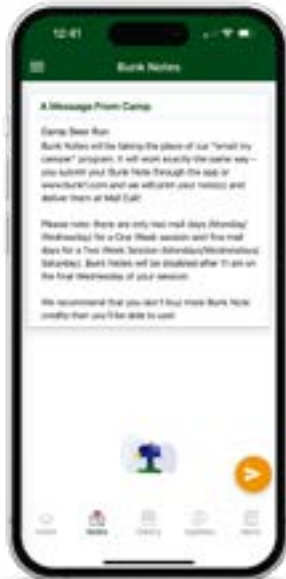 12:41
Bunk Notes
A Message From Camp
Camp Deer Run
Bunk Notes will be taking the place of our "email my
camper" program. It will work exactly the same way –
you submit your Bunk Note through the app or
www.bunk1.com and we will print your note(s) and
deliver them at Mail Call!
Please note: there are only two mail days (Monday/
Wednesday) for a One Week session and five mail
days for a Two Week Session (Mondays/Wednesdays/
Saturday). Bunk Notes will be disabled after 11 am on
the final Wednesday of your session.
We recommend that you don't buy more Bunk Note
credits than you'll be able to use!
Home Notes Gallery